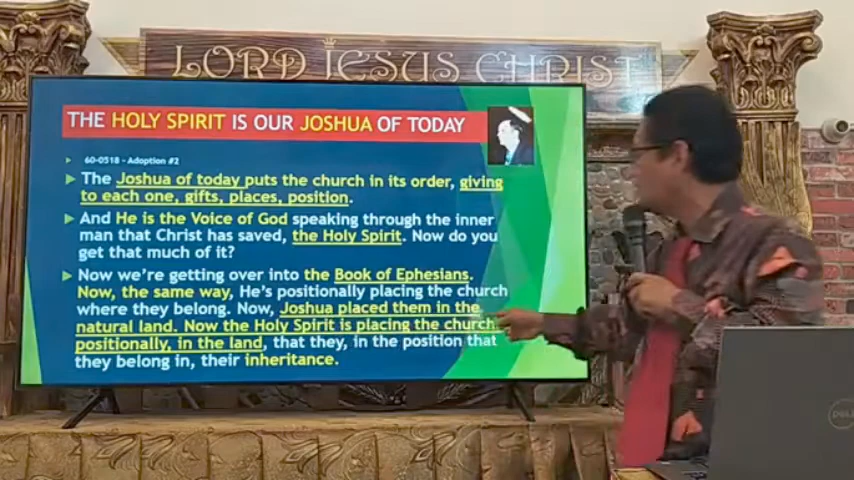 LORD JESUS CHRIST
THE HOLY SPIRIT IS OUR JOSHUA OF TODAY
60-0518 - Adoption #2
The Joshua of today puts the church in its order, giving
to each one, gifts, places, position.
And He is the Voice of God speaking through the inner
man that Christ has saved, the Holy Spirit. Now do you
get that much of it?
Now we're getting over into the Book of Ephesians.
Now, the same way, He's positionally placing the church
where they belong. Now, Joshua placed them in the
natural land. Now the Holy Spirit is placing the church
positionally, in the land, that they, in the position that
they belong in, their inheritance.
DELL